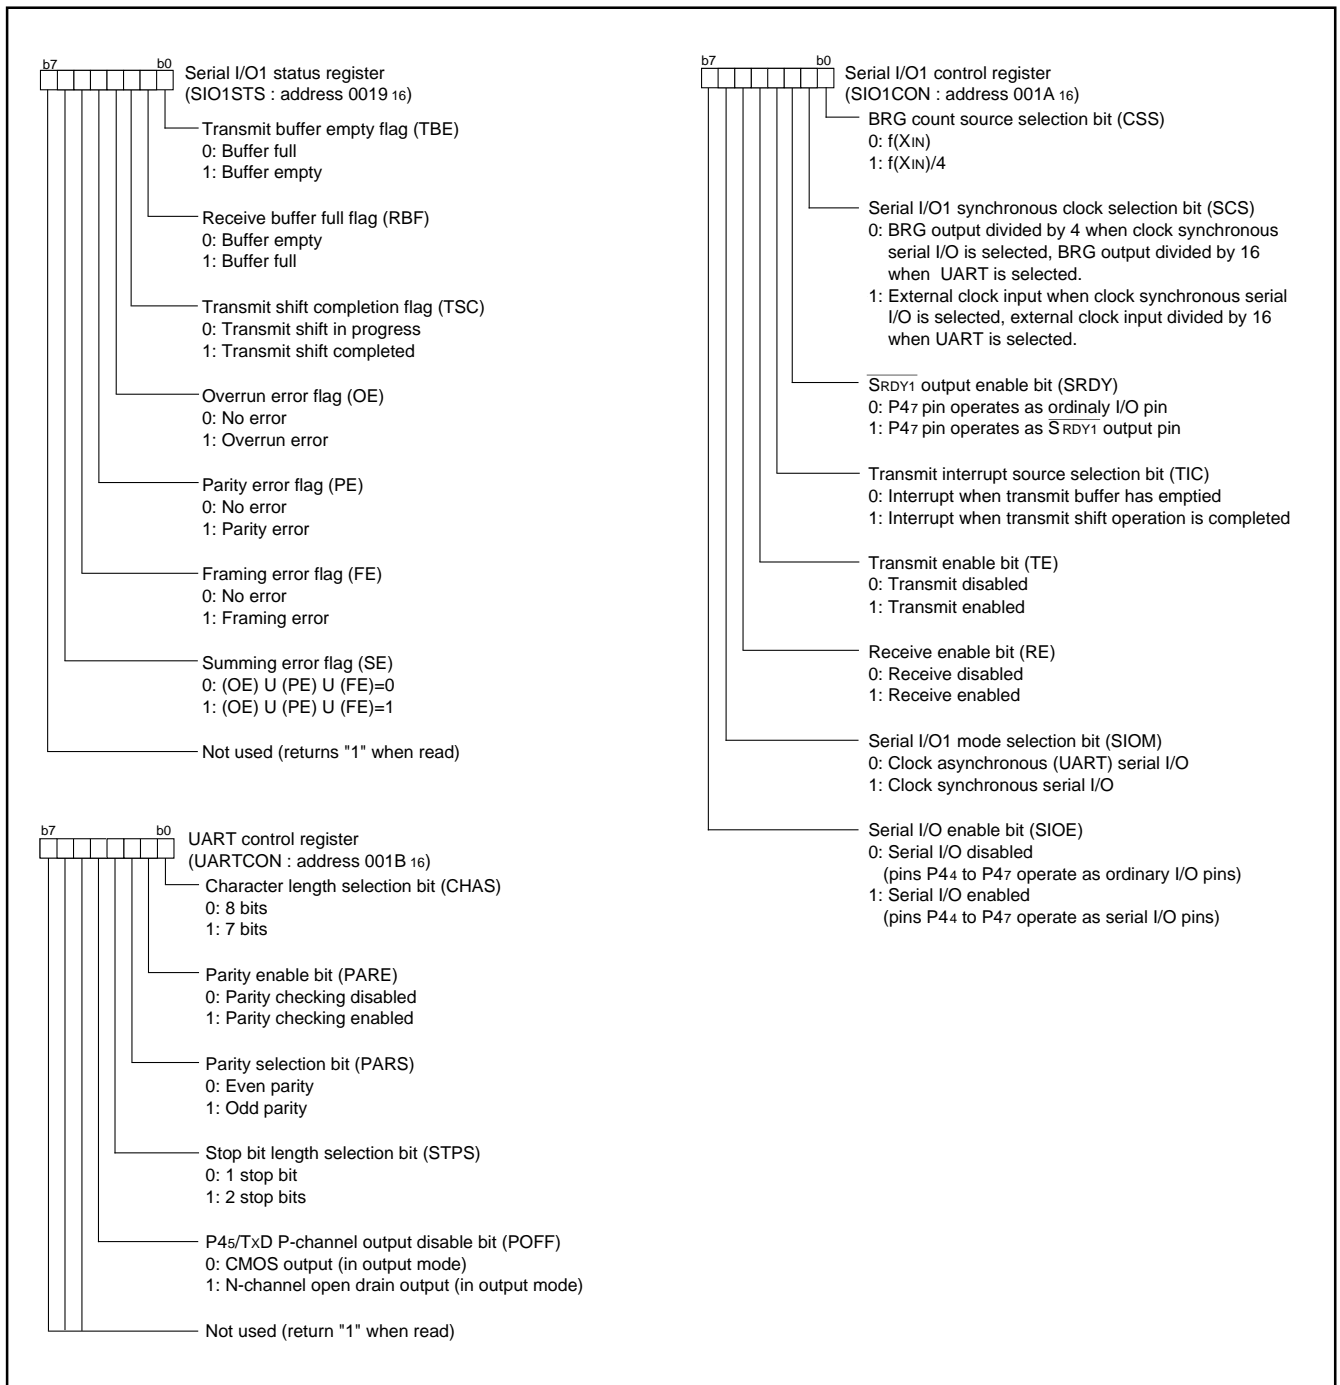 b7 b0
Serial I/O1 status register
(SIO1STS : address 0019 16)
Transmit buffer empty flag (TBE)
0: Buffer full
1: Buffer empty
Receive buffer full flag (RBF)
0: Buffer empty
1: Buffer full
Transmit shift completion flag (TSC)
0: Transmit shift in progress
1: Transmit shift completed
Overrun error flag (OE)
0: No error
1: Overrun error
Parity error flag (PE)
0: No error
1: Parity error
Framing error flag (FE)
0: No error
1: Framing error
Summing error flag (SE)
0: (OE) U (PE) U (FE)=0
1: (OE) U (PE) U (FE)=1
Not used (returns "1" when read)
b7 b0
UART control register
(UARTCON : address 001B 16)
Character length selection bit (CHAS)
0: 8 bits
1: 7 bits
Parity enable bit (PARE)
0: Parity checking disabled
1: Parity checking enabled
Parity selection bit (PARS)
0: Even parity
1: Odd parity
Stop bit length selection bit (STPS)
0: 1 stop bit
1: 2 stop bits
P45/TXD P-channel output disable bit (POFF)
0: CMOS output (in output mode)
1: N-channel open drain output (in output mode)
Not used (return "1" when read)
b7 b0
Serial I/O1 control register
(SIO1CON : address 001A 16)
BRG count source selection bit (CSS)
0: f(XIN)
1: f(XIN)/4
Serial I/O1 synchronous clock selection bit (SCS)
0: BRG output divided by 4 when clock synchronous
serial I/O is selected, BRG output divided by 16
when UART is selected.
1: External clock input when clock synchronous serial
I/O is selected, external clock input divided by 16
when UART is selected.
SRDY1 output enable bit (SRDY)
0: P47 pin operates as ordinaly I/O pin
1: P47 pin operates as SRDY1 output pin
Transmit interrupt source selection bit (TIC)
0: Interrupt when transmit buffer has emptied
1: Interrupt when transmit shift operation is completed
Transmit enable bit (TE)
0: Transmit disabled
1: Transmit enabled
Receive enable bit (RE)
0: Receive disabled
1: Receive enabled
Serial I/O1 mode selection bit (SIOM)
0: Clock asynchronous (UART) serial I/O
1: Clock synchronous serial I/O
Serial I/O enable bit (SIOE)
0: Serial I/O disabled
(pins P44 to P47 operate as ordinary I/O pins)
1: Serial I/O enabled
(pins P44 to P47 operate as serial I/O pins)